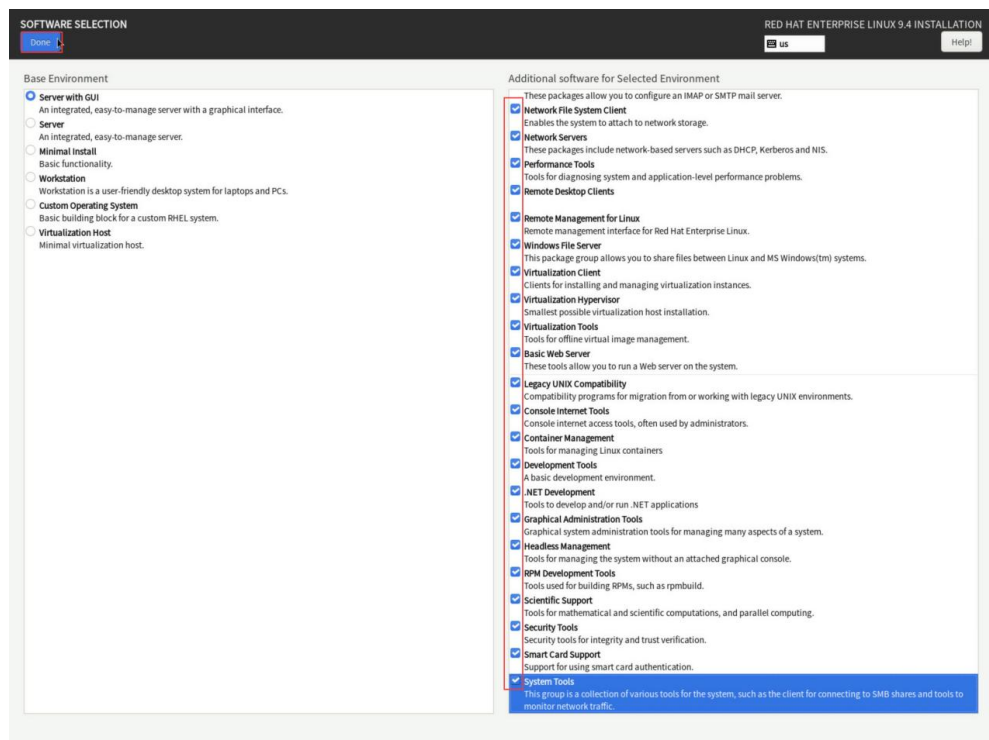 SOFTWARE SELECTION
RED HAT ENTERPRISE LINUX 9.4 INSTALLATION
Done
us
Help!
Base Environment
Server with GUI
An integrated, easy-to-manage server with a graphical interface.
Server
An integrated, easy-to-manage server.
Minimal Install
Basic functionality.
Workstation
Workstation is a user-friendly desktop system for laptops and PCs.
Custom Operating System
Basic building block for a custom RHEL system.
Virtualization Host
Minimal virtualization host.
Additional software for Selected Environment
These packages allow you to configure an IMAP or SMTP mail server.
Network File System Client
Enables the system to attach to network storage.
Network Servers
These packages include network-based servers such as DHCP, Kerberos and NIS.
Performance Tools
Tools for diagnosing system and application-level performance problems.
Remote Desktop Clients
Remote Management for Linux
Remote management interface for Red Hat Enterprise Linux.
Windows File Server
This package group allows you to share files between Linux and MS Windows(tm) systems.
Virtualization Client
Clients for installing and managing virtualization instances.
Virtualization Hypervisor
Smallest possible virtualization host installation.
Virtualization Tools
Tools for offline virtual image management.
Basic Web Server
These tools allow you to run a Web server on the system.
Legacy UNIX Compatibility
Compatibility programs for migration from or working with legacy UNIX environments.
Console Internet Tools
Console internet access tools, often used by administrators.
Container Management
Tools for managing Linux containers
Development Tools
A basic development environment.
.NET Development
Tools to develop and/or run .NET applications
Graphical Administration Tools
Graphical system administration tools for managing many aspects of a system.
Headless Management
Tools for managing the system without an attached graphical console.
RPM Development Tools
Tools used for building RPMs, such as rpmbuild.
Scientific Support
Tools for mathematical and scientific computations, and parallel computing.
Security Tools
Security tools for integrity and trust verification.
Smart Card Support
Support for using smart card authentication.
System Tools
This group is a collection of various tools for the system, such as the client for connecting to SMB shares and tools to
monitor network traffic.